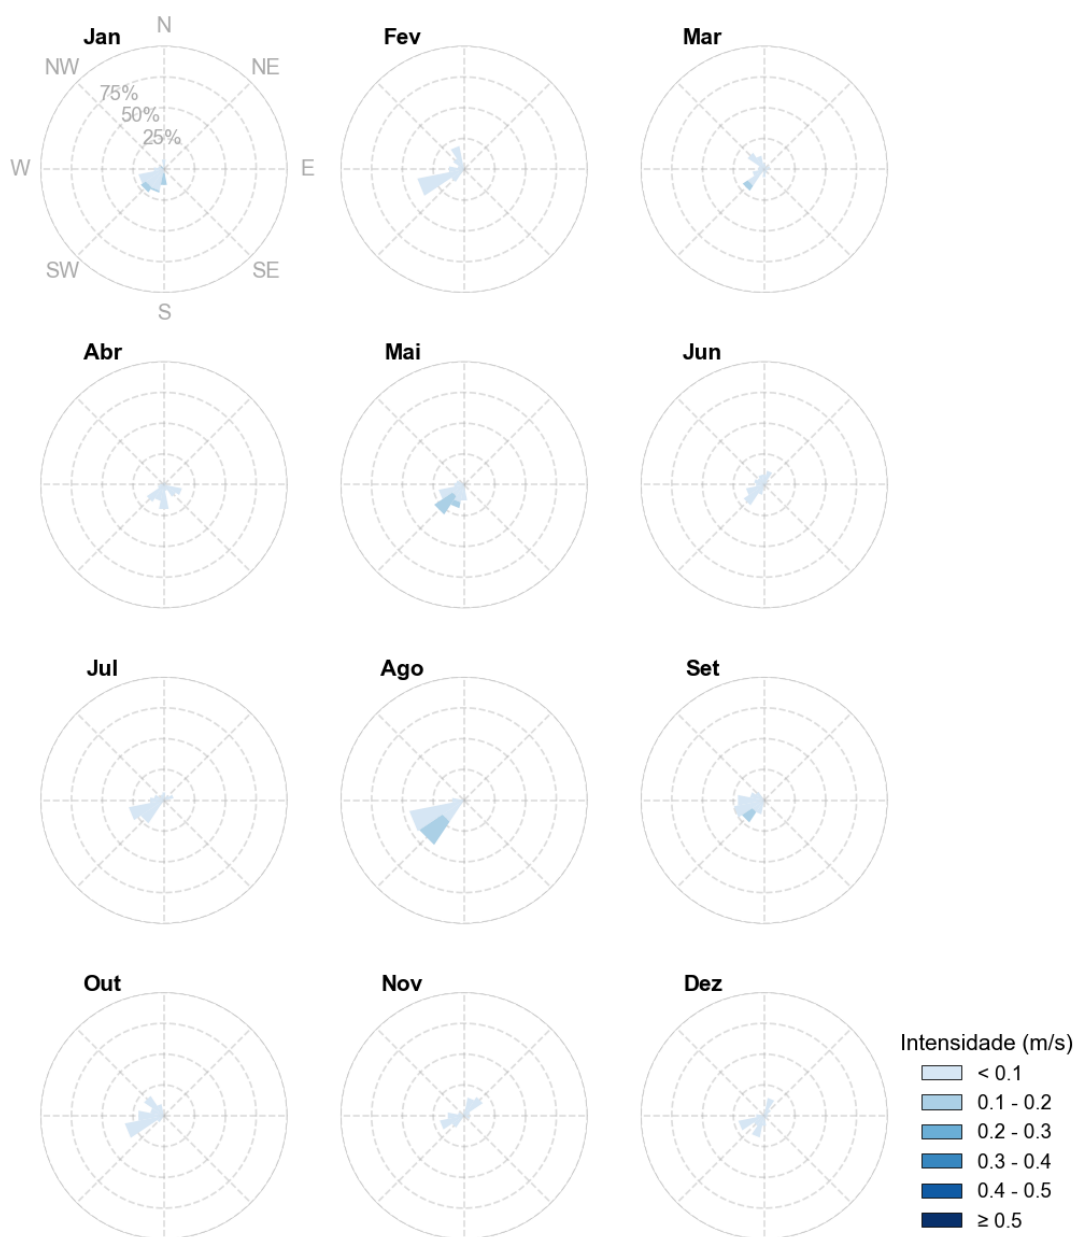 Jan
Fev
Mar
N
NW
NE
75%
50%
25%
W
E
SW
SE
S
Abr
Mai
Jun
Jul
Ago
Set
Out
Nov
Dez
Intensidade (m/s)
< 0.1
0.1 - 0.2
0.2 - 0.3
0.3 - 0.4
0.4 - 0.5
≥ 0.5